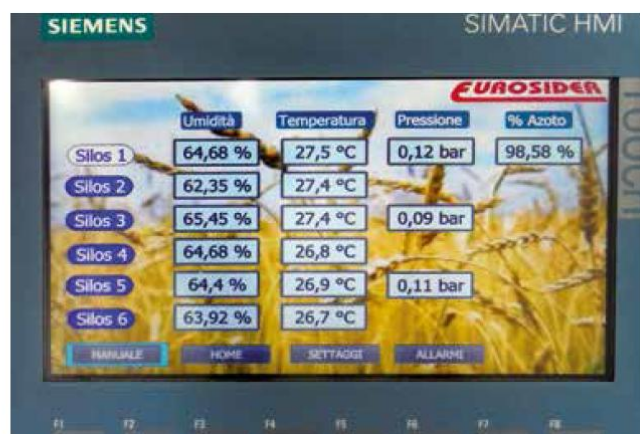 SIEMENS SIMATIC HMI
EUROSIDER
TOUCH
Umidità Temperatura Pressione % Azoto
Silos 1 64,68 % 27,5 °C 0,12 bar 98,58 %
Silos 2 62,35 % 27,4 °C
Silos 3 65,45 % 27,4 °C 0,09 bar
Silos 4 64,68 % 26,8 °C
Silos 5 64,4 % 26,9 °C 0,11 bar
Silos 6 63,92 % 26,7 °C
MANUALE HOME SETTAGGI ALLARMI
F1 F2 F3 F4 F5 F6 F7 F8